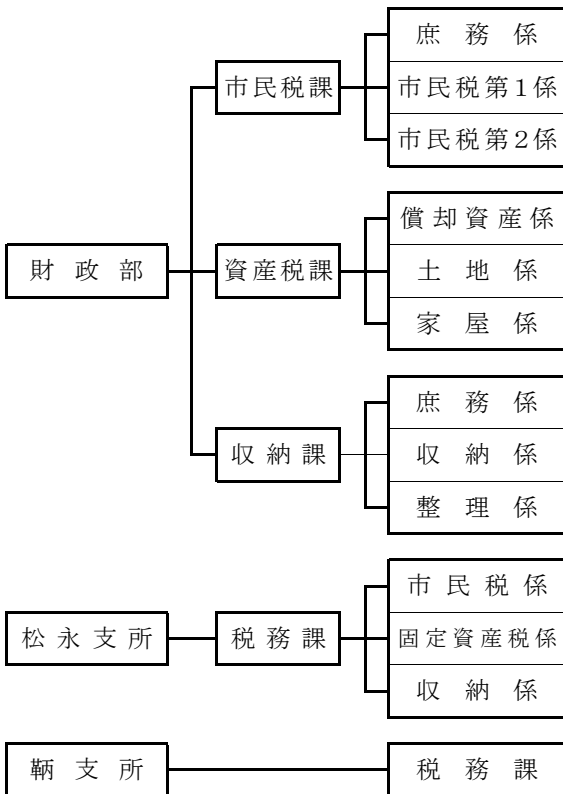 財政部
市民税課
庶務係
市民税第1係
市民税第2係
資産税課
償却資産係
土地係
家屋係
収納課
庶務係
収納係
整理係
松永支所
税務課
市民税係
固定資産税係
収納係
鞆支所
税務課